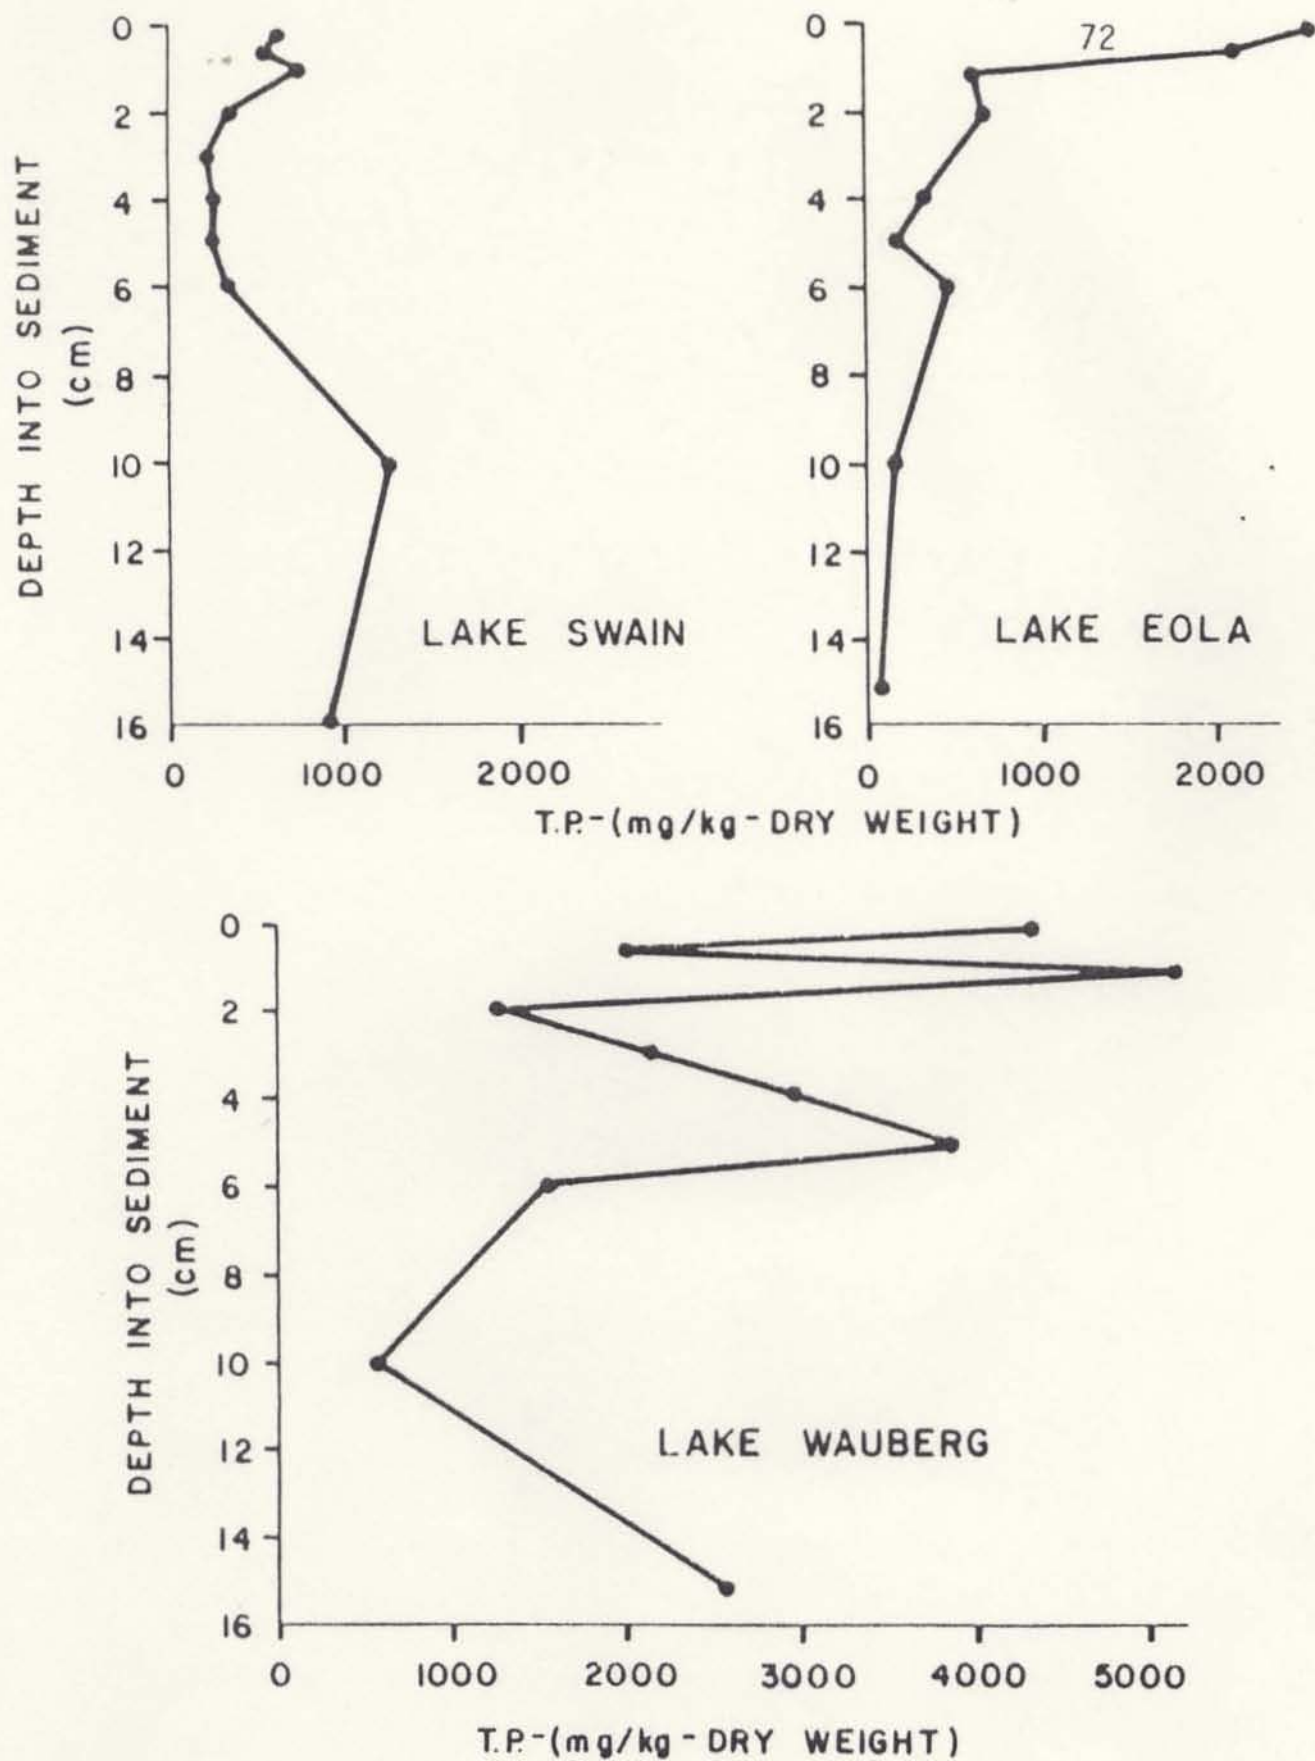 72
0
2
4
6
8
10
12
14
16
DEPTH INTO SEDIMENT
(cm)
LAKE SWAIN
0 1000 2000
0
2
4
6
8
10
12
14
16
LAKE EOLA
0 1000 2000
T.P.-(mg/kg-DRY WEIGHT)
0
2
4
6
8
10
12
14
16
DEPTH INTO SEDIMENT
(cm)
LAKE WAUBERG
0 1000 2000 3000 4000 5000
T.P.-(mg/kg-DRY WEIGHT)